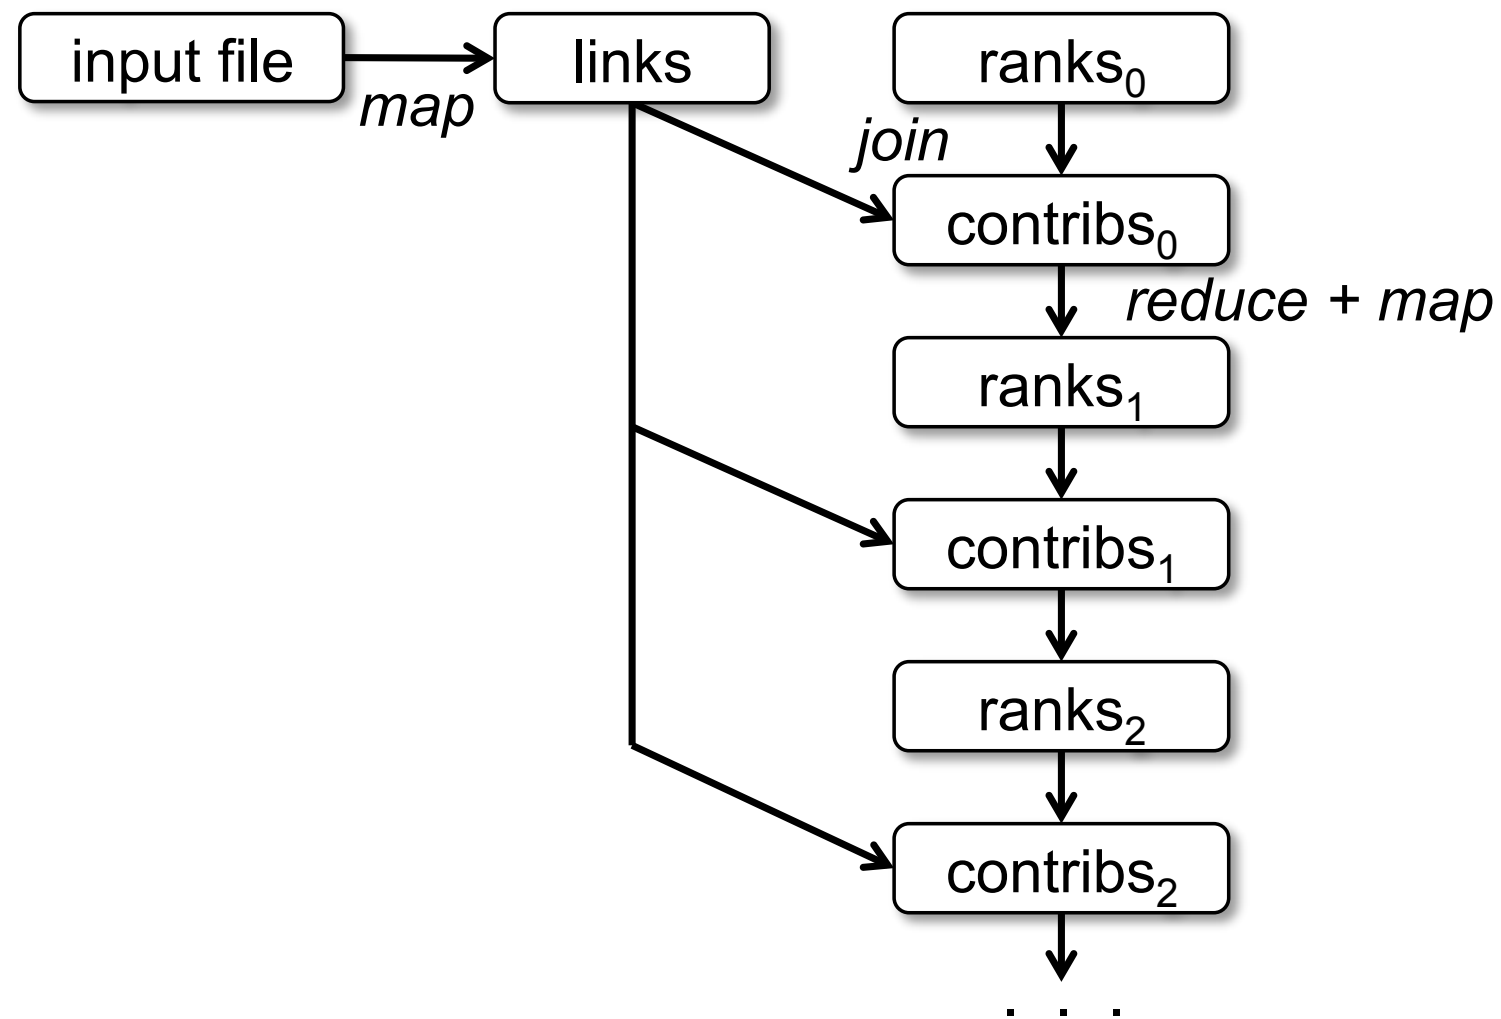 input file
map
links
ranks₀
join
contribs₀
reduce + map
ranks₁
contribs₁
ranks₂
contribs₂
. . .